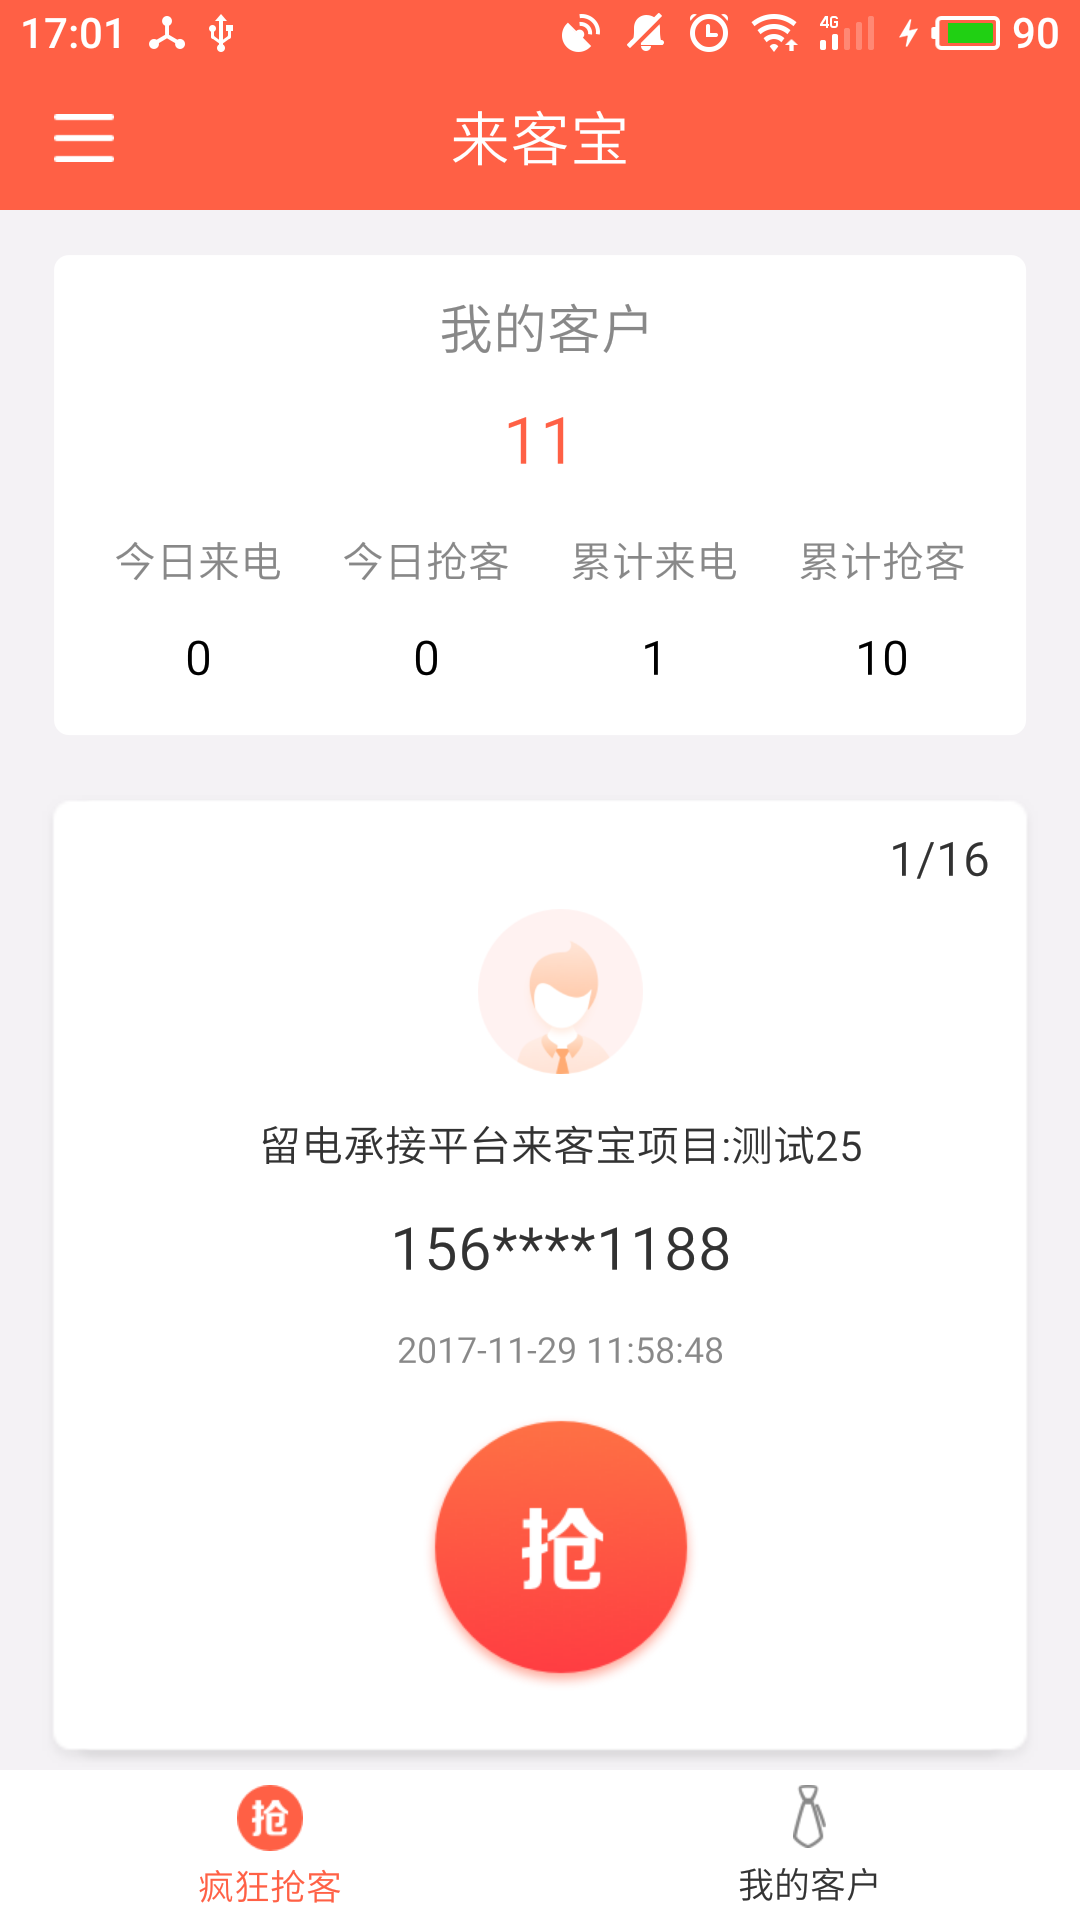 17:01 4G 90
来客宝
我的客户
11
今日来电 今日抢客 累计来电 累计抢客
0 0 1 10
1/16
留电承接平台来客宝项目:测试25
156****1188
2017-11-29 11:58:48
抢
抢
疯狂抢客 我的客户